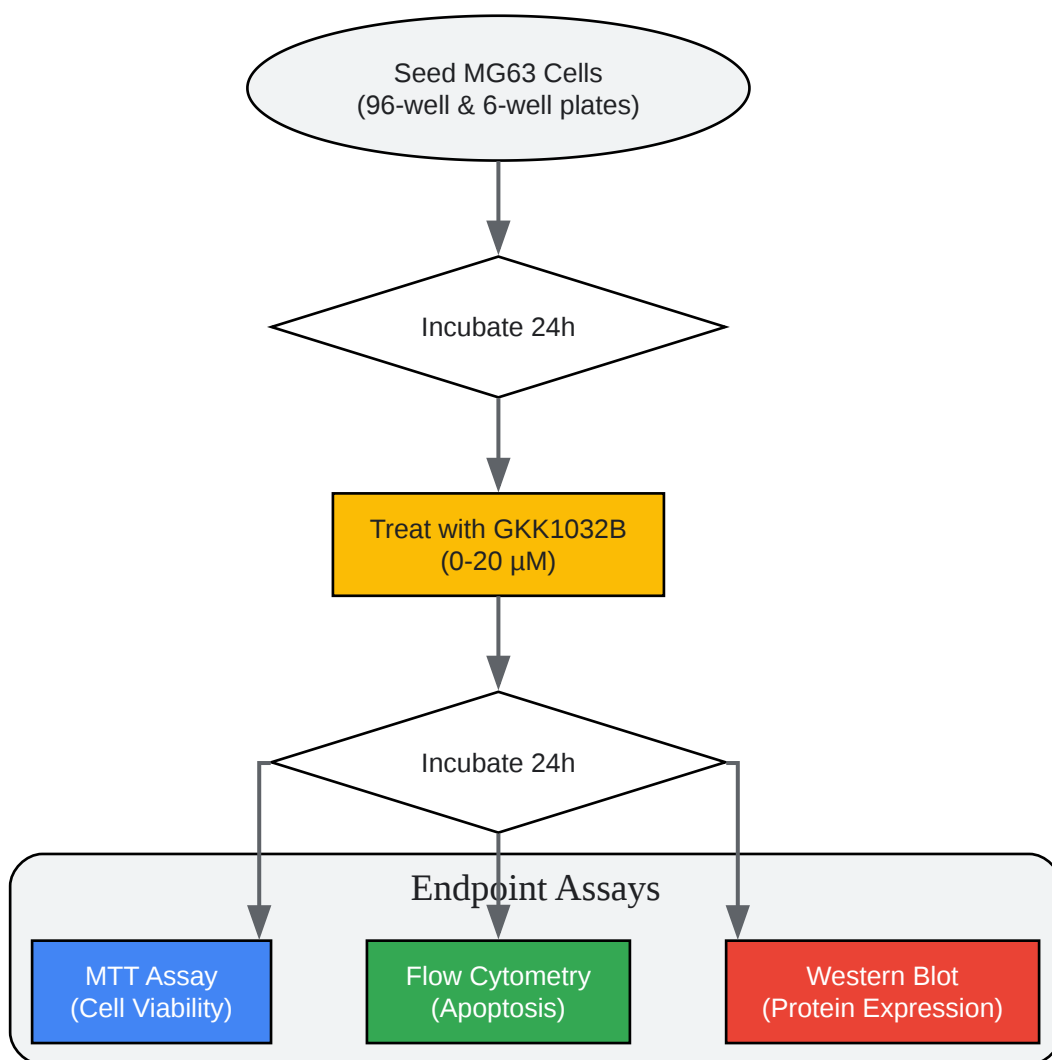 Seed MG63 Cells
(96-well & 6-well plates)
Incubate 24h
Treat with GKK1032B
(0-20 µM)
Incubate 24h
Endpoint Assays
MTT Assay
(Cell Viability)
Flow Cytometry
(Apoptosis)
Western Blot
(Protein Expression)